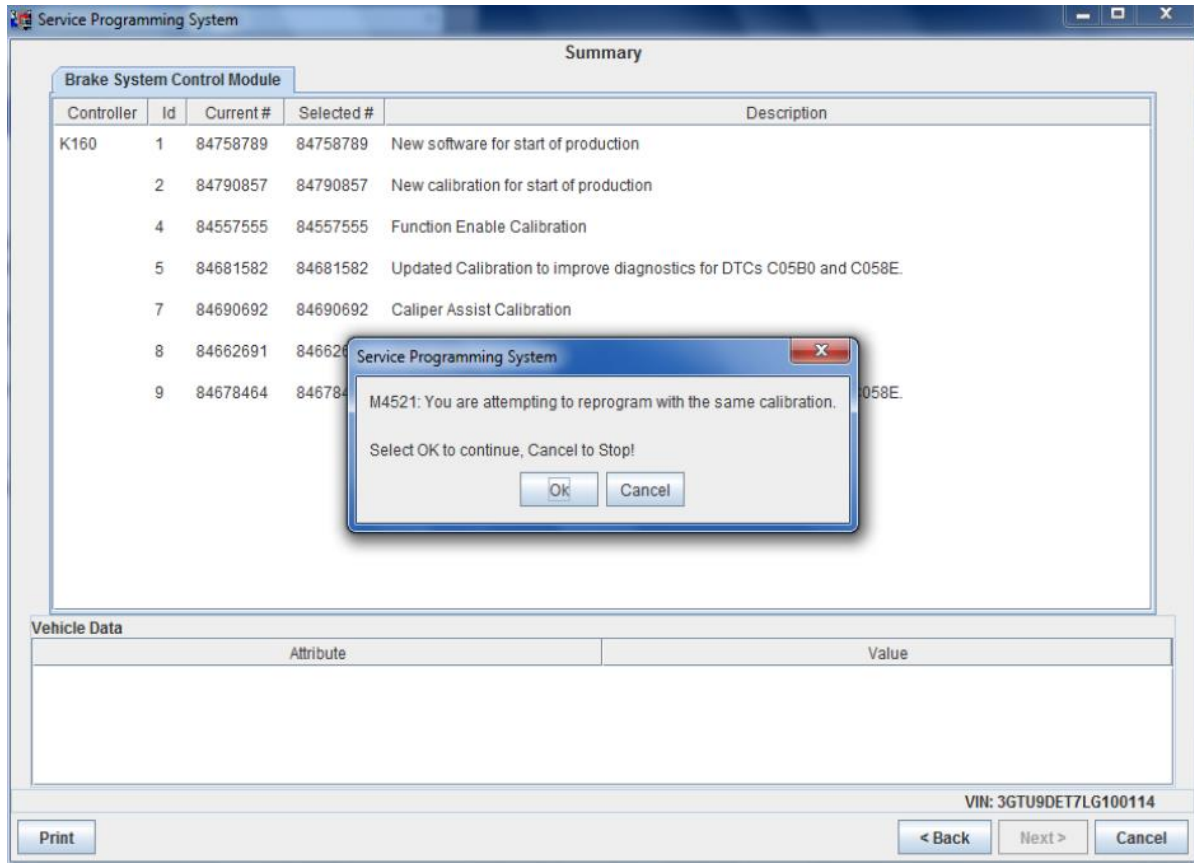 Service Programming System
Summary
Brake System Control Module
Controller Id Current # Selected # Description
K160 1 84758789 84758789 New software for start of production
2 84790857 84790857 New calibration for start of production
4 84557555 84557555 Function Enable Calibration
5 84681582 84681582 Updated Calibration to improve diagnostics for DTCs C05B0 and C058E.
7 84690692 84690692 Caliper Assist Calibration
8 84662691
9 84678464 058E.
Service Programming System
M4521: You are attempting to reprogram with the same calibration.
Select OK to continue, Cancel to Stop!
Ok Cancel
Vehicle Data
Attribute Value
VIN: 3GTU9DET7LG100114
Print < Back Next > Cancel